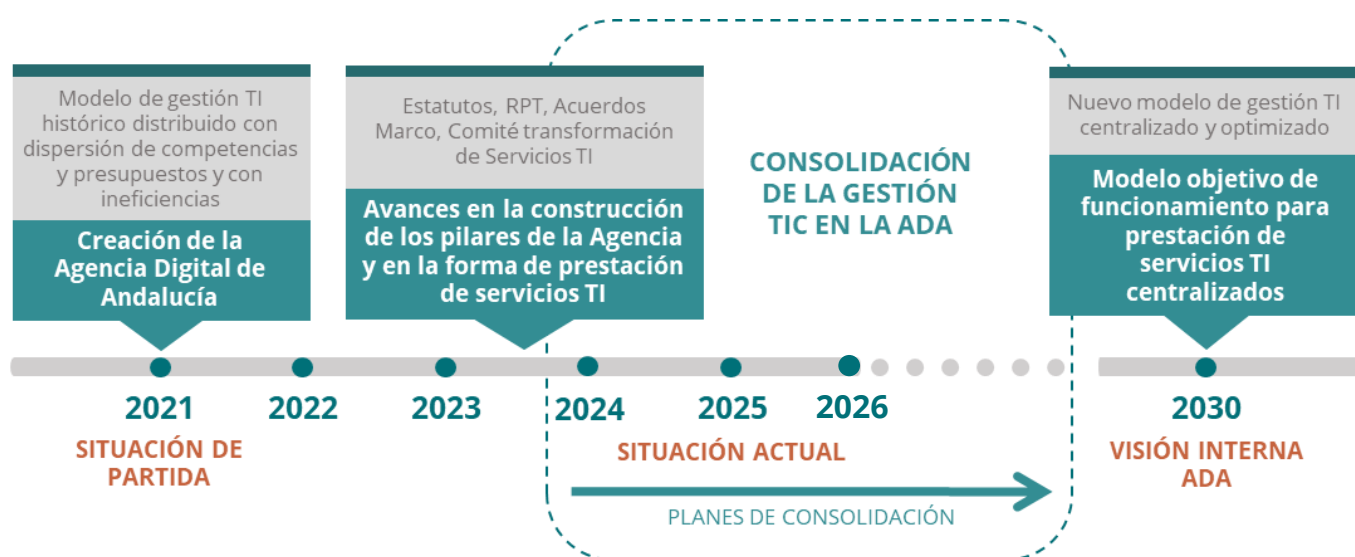 Modelo de gestión TI
histórico distribuido con
dispersión de competencias
y presupuestos y con
ineficiencias
Creación de la
Agencia Digital de
Andalucía
Estatutos, RPT, Acuerdos
Marco, Comité transformación
de Servicios TI
Avances en la construcción
de los pilares de la Agencia
y en la forma de prestación
de servicios TI
CONSOLIDACIÓN
DE LA GESTIÓN
TIC EN LA ADA
Nuevo modelo de gestión TI
centralizado y optimizado
Modelo objetivo de
funcionamiento para
prestación de
servicios TI
centralizados
2021
2022
2023
2024
2025
2026
2030
SITUACIÓN DE
PARTIDA
SITUACIÓN ACTUAL
VISIÓN INTERNA
ADA
PLANES DE CONSOLIDACIÓN